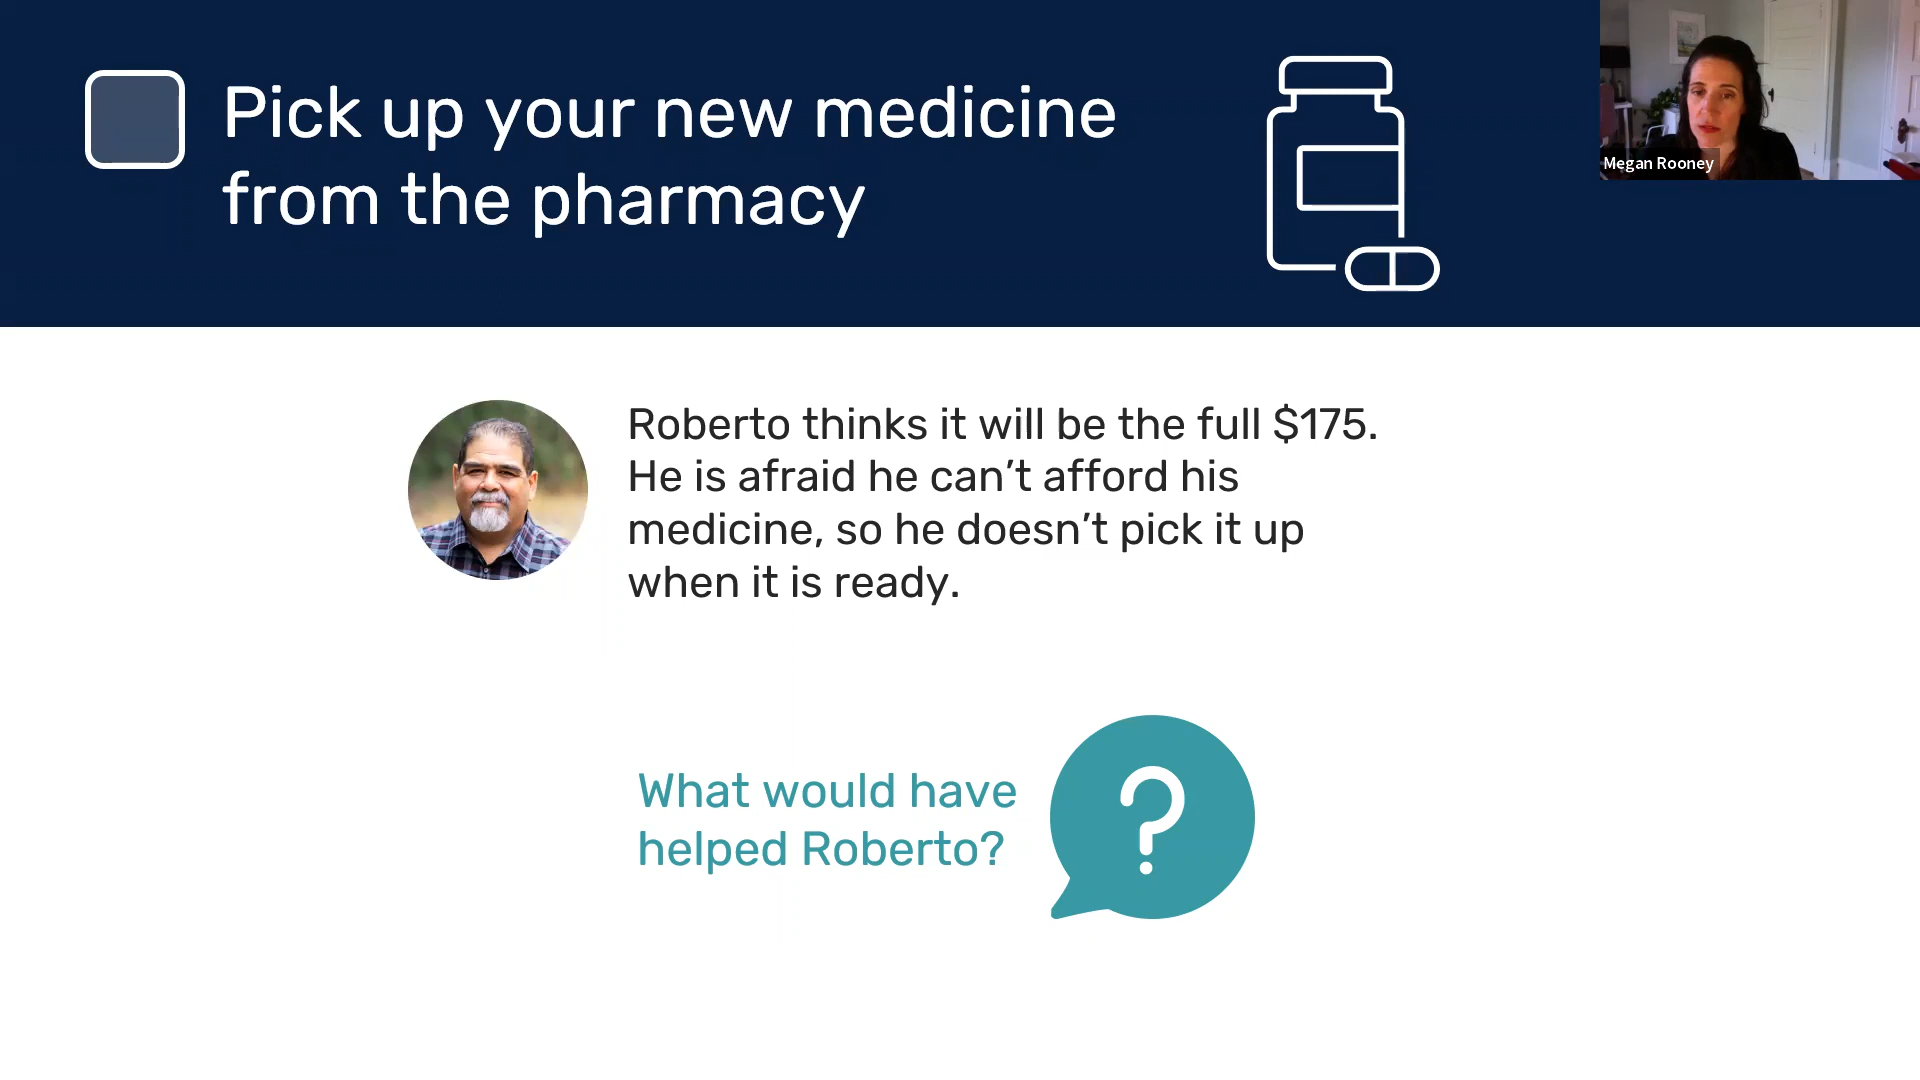 Pick up your new medicine
from the pharmacy
Megan Rooney
Roberto thinks it will be the full $175.
He is afraid he can’t afford his
medicine, so he doesn’t pick it up
when it is ready.
What would have
helped Roberto?
?